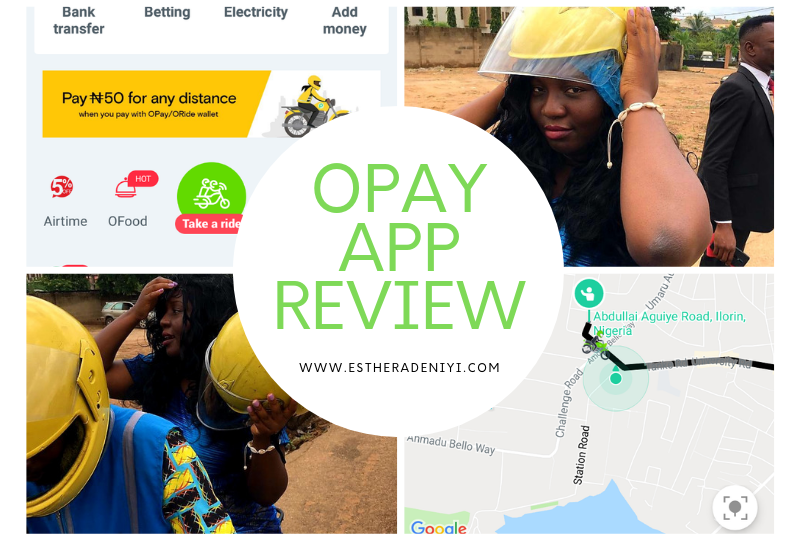 Bank transfer
Betting
Electricity
Add money
Pay ₦50 for any distance
when you pay with OPay/ORide wallet
5%
HOT
Airtime
OFood
Take a ride
OPAY
APP
REVIEW
WWW.ESTHERADENIYI.COM
Abdullai Aguiye Road, Ilorin,
Nigeria
Umaru
Challenge Road
Station Road
Ahmadu Bello Way
Google